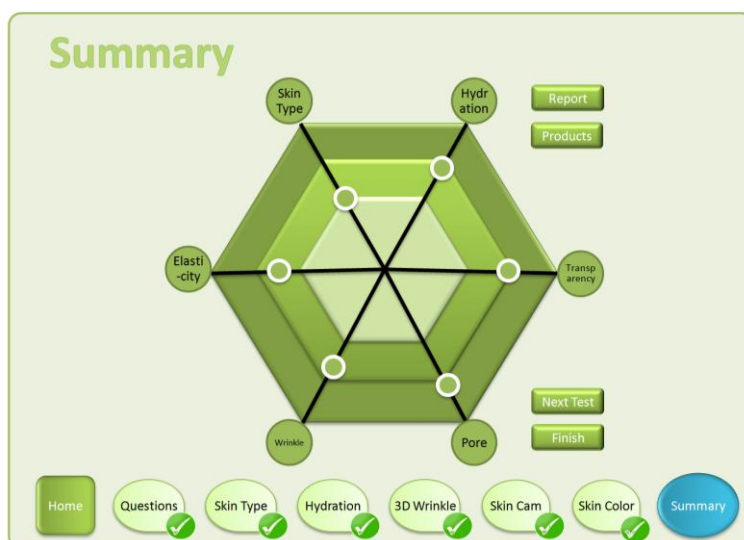 Summary
Skin
Type
Hydr
ation
Report
Products
Elasti
-city
Transp
arency
Wrinkle
Pore
Next Test
Finish
Home
Questions
Skin Type
Hydration
3D Wrinkle
Skin Cam
Skin Color
Summary